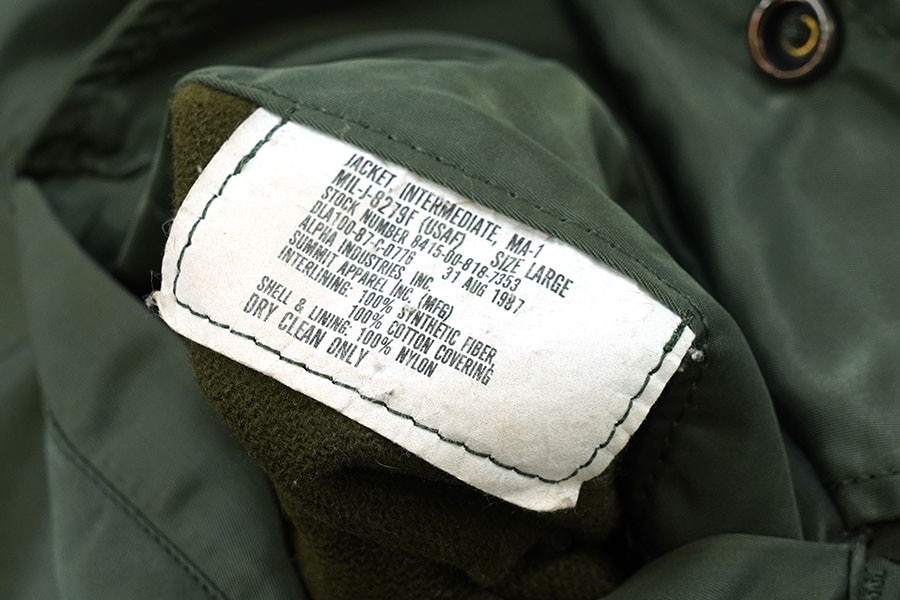 JACKET, INTERMEDIATE, MA-1
MIL-J-8279F (USAF) SIZE LARGE
STOCK NUMBER 8415-00-818-7353
DLA100-87-C-0776 31 AUG 1987
ALPHA INDUSTRIES, INC.
SUMMIT APPAREL INC. (MFG)
INTERLINING: 100% SYNTHETIC FIBER,
100% COTTON COVERING
SHELL & LINING: 100% NYLON
DRY CLEAN ONLY